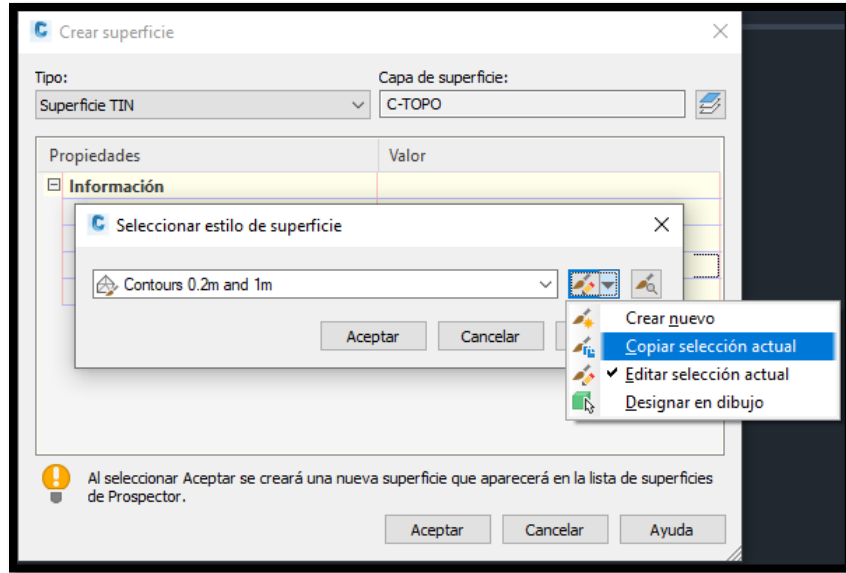 Crear superficie
Tipo:
Capa de superficie:
Superficie TIN
C-TOPO
Propiedades
Valor
Información
Seleccionar estilo de superficie
Contours 0.2m and 1m
Aceptar
Cancelar
Crear nuevo
Copiar selección actual
Editar selección actual
Designar en dibujo
Al seleccionar Aceptar se creará una nueva superficie que aparecerá en la lista de superficies
de Prospector.
Aceptar
Cancelar
Ayuda